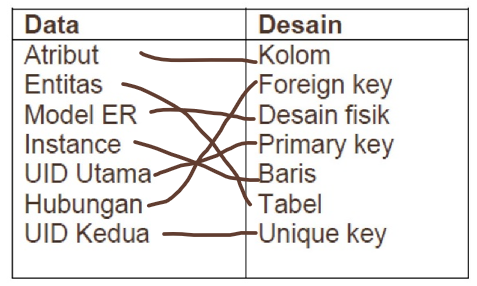 Data Desain
Atribut Kolom
Entitas Foreign key
Model ER Desain fisik
Instance Primary key
UID Utama Baris
Hubungan Tabel
UID Kedua Unique key